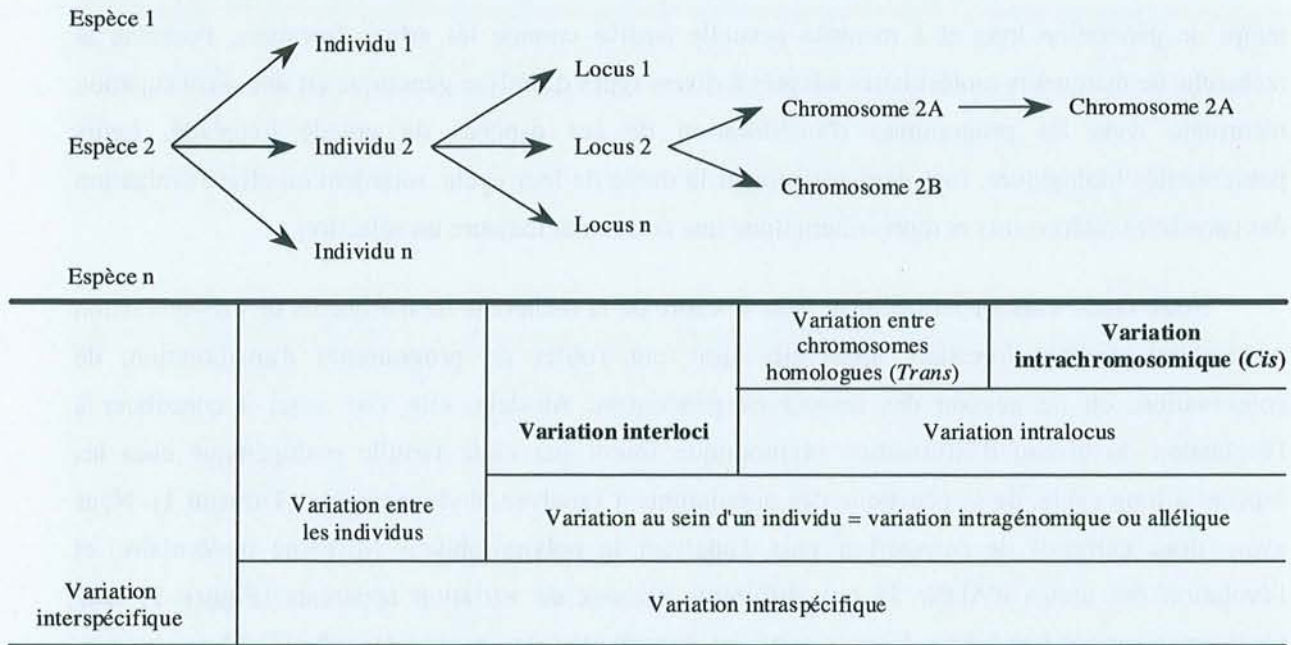 Espèce 1
Individu 1
Locus 1
Chromosome 2A
Chromosome 2A
Espèce 2
Individu 2
Locus 2
Chromosome 2B
Locus n
Individu n
Espèce n
Variation entre
chromosomes
homologues (Trans)
Variation
intrachromosomique (Cis)
Variation interloci
Variation intralocus
Variation entre
les individus
Variation au sein d'un individu = variation intragénomique ou allélique
Variation
interspécifique
Variation intraspécifique